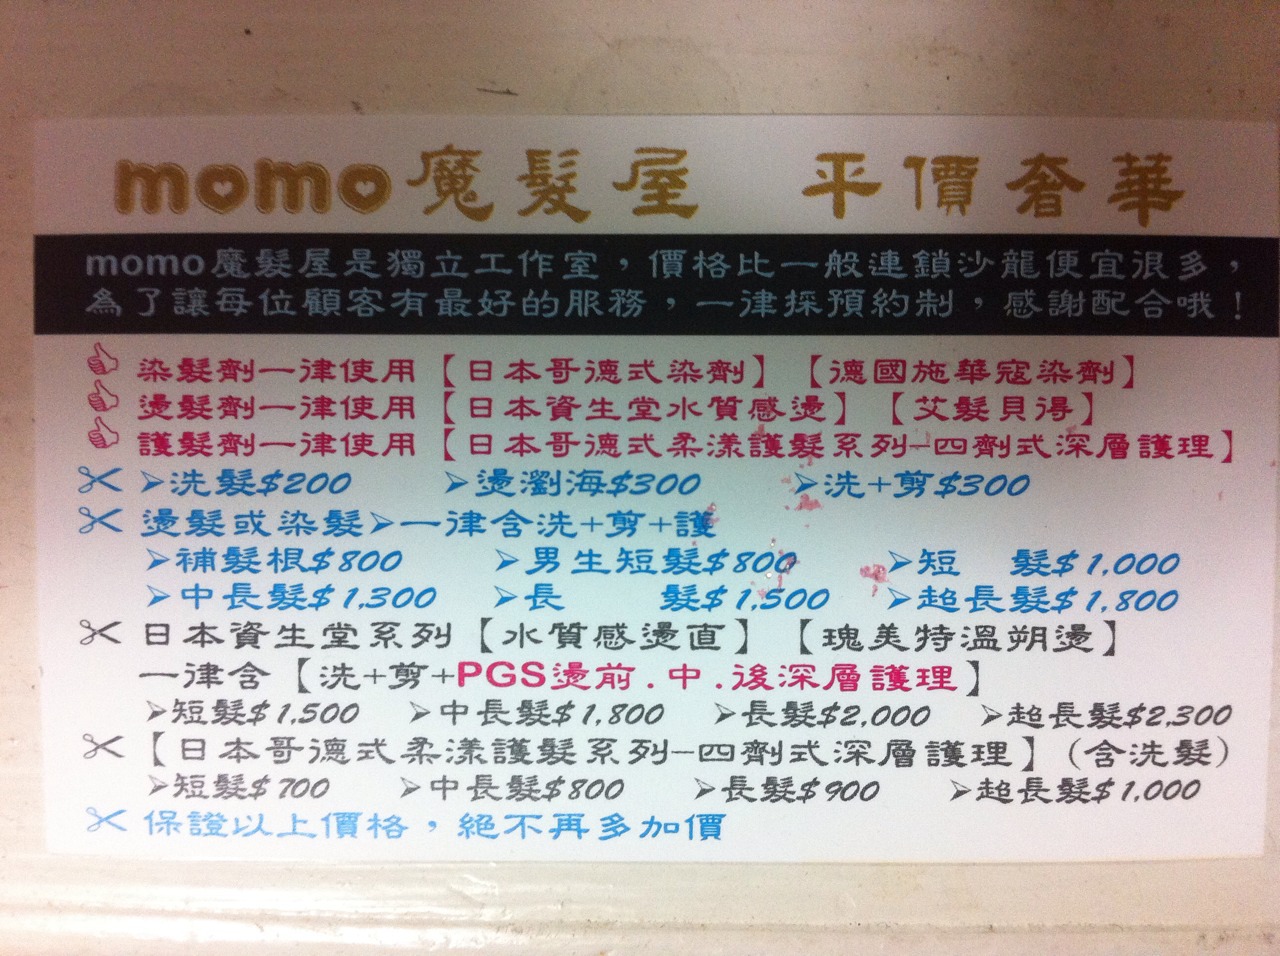 momo魔髮屋 平價奢華
momo魔髮屋是獨立工作室，價格比一般連鎖沙龍便宜很多，
為了讓每位顧客有最好的服務，一律採預約制，感謝配合哦！
染髮劑一律使用【日本哥德式染劑】【德國施華寇染劑】
燙髮劑一律使用【日本資生堂水質感燙】【艾髮貝得】
護髮劑一律使用【日本哥德式柔漾護髮系列-四劑式深層護理】
➢洗髮$200 ➢燙瀏海$300 ➢洗+剪$300
燙髮或染髮➢一律含洗+剪+護
➢補髮根$800 ➢男生短髮$800 ➢短 髮$1,000
➢中長髮$1,300 ➢長 髮$1,500 ➢超長髮$1,800
日本資生堂系列【水質感燙直】【瑰美特溫朔燙】
一律含【洗+剪+PGS燙前.中.後深層護理】
➢短髮$1,500 ➢中長髮$1,800 ➢長髮$2,000 ➢超長髮$2,300
【日本哥德式柔漾護髮系列-四劑式深層護理】(含洗髮)
➢短髮$700 ➢中長髮$800 ➢長髮$900 ➢超長髮$1,000
保證以上價格，絕不再多加價